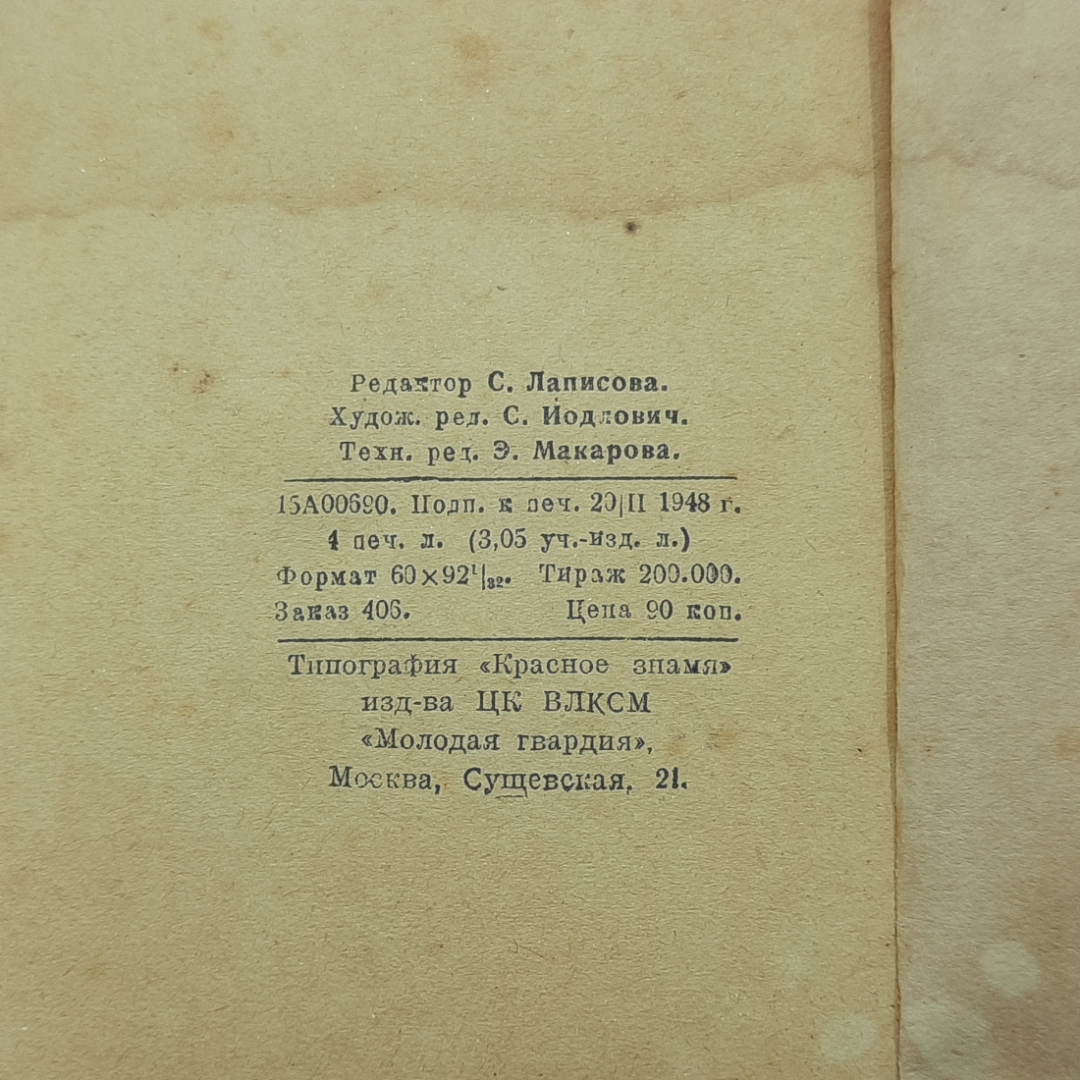 Редактор С. Лаписова.
Худож. ред. С. Иодлович.
Техн. ред. Э. Макарова.
15А00690. Подп. к печ. 20/II 1948 г.
4 печ. л. (3,05 уч.-изд. л.)
Формат 60×92¹/₃₂. Тираж 200.000.
Заказ 406. Цена 90 коп.
Типография «Красное знамя»
изд-ва ЦК ВЛКСМ
«Молодая гвардия»,
Москва, Сущевская, 21.